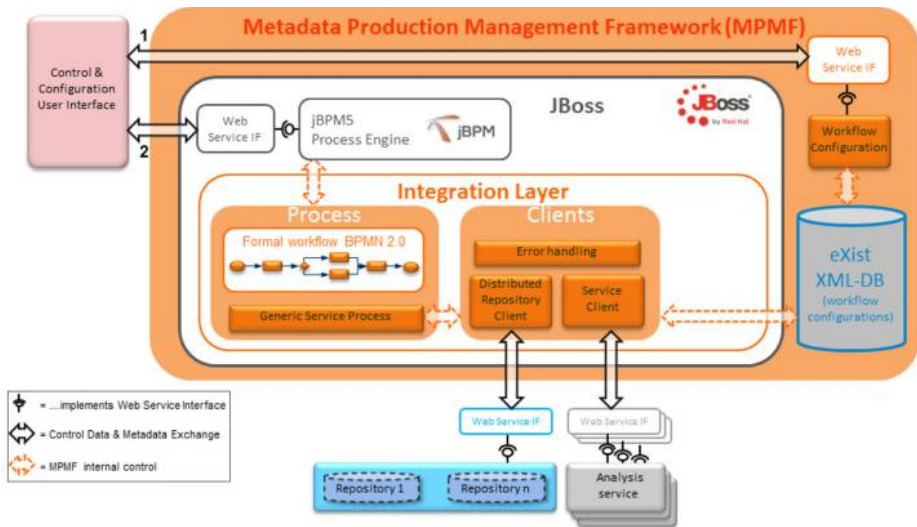 1
Metadata Production Management Framework (MPMF)
Control &
Configuration
User Interface
2
Web
Service IF
JBoss
JBoss
by Red Hat
Web
Service IF
jBPM5
Process Engine
jBPM
Workflow
Configuration
Integration Layer
Process
Formal workflow BPMN 2.0
Generic Service Process
Clients
Error handling
Distributed
Repository
Client
Service
Client
eXist
XML-DB
(workflow
configurations)
= ...implements Web Service Interface
= Control Data & Metadata Exchange
= MPMF internal control
Web Service IF
Web Service IF
Repository 1
Repository n
Analysis
service